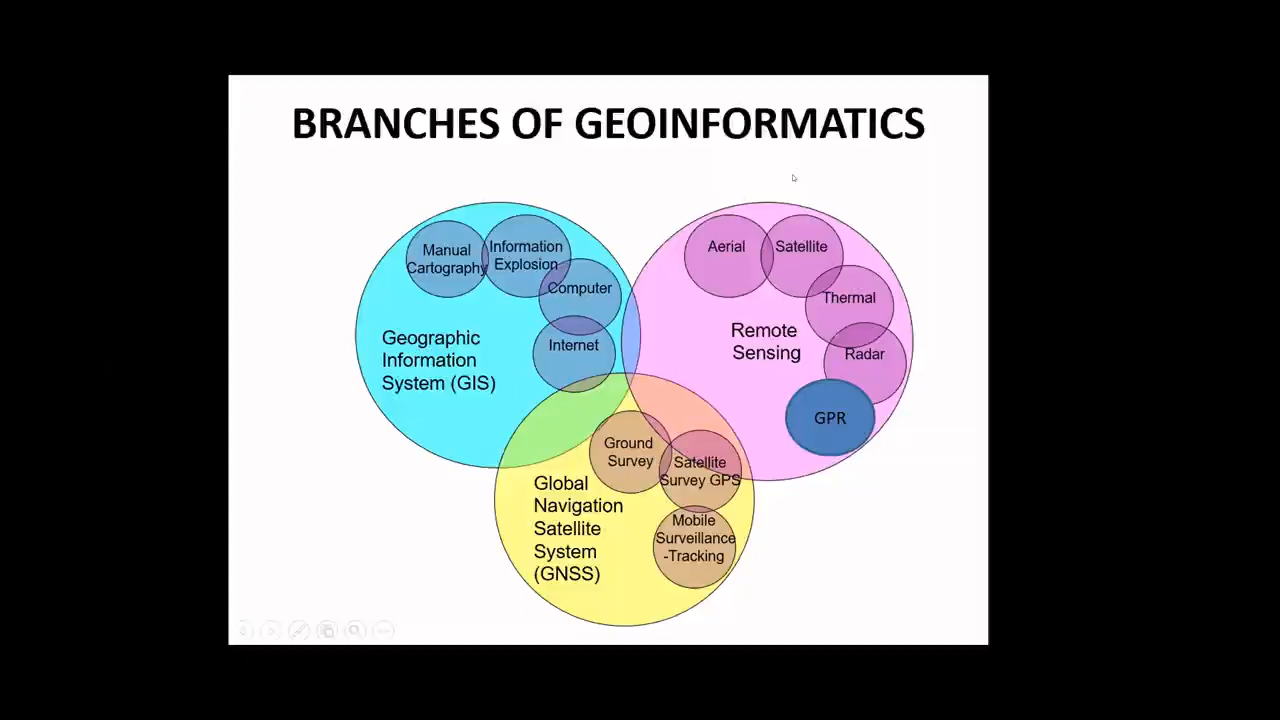 BRANCHES OF GEOINFORMATICS
Manual
Cartography
Information
Explosion
Computer
Internet
Geographic
Information
System (GIS)
Aerial
Satellite
Thermal
Radar
GPR
Remote
Sensing
Ground
Survey
Satellite
Survey GPS
Mobile
Surveillance
-Tracking
Global
Navigation
Satellite
System
(GNSS)